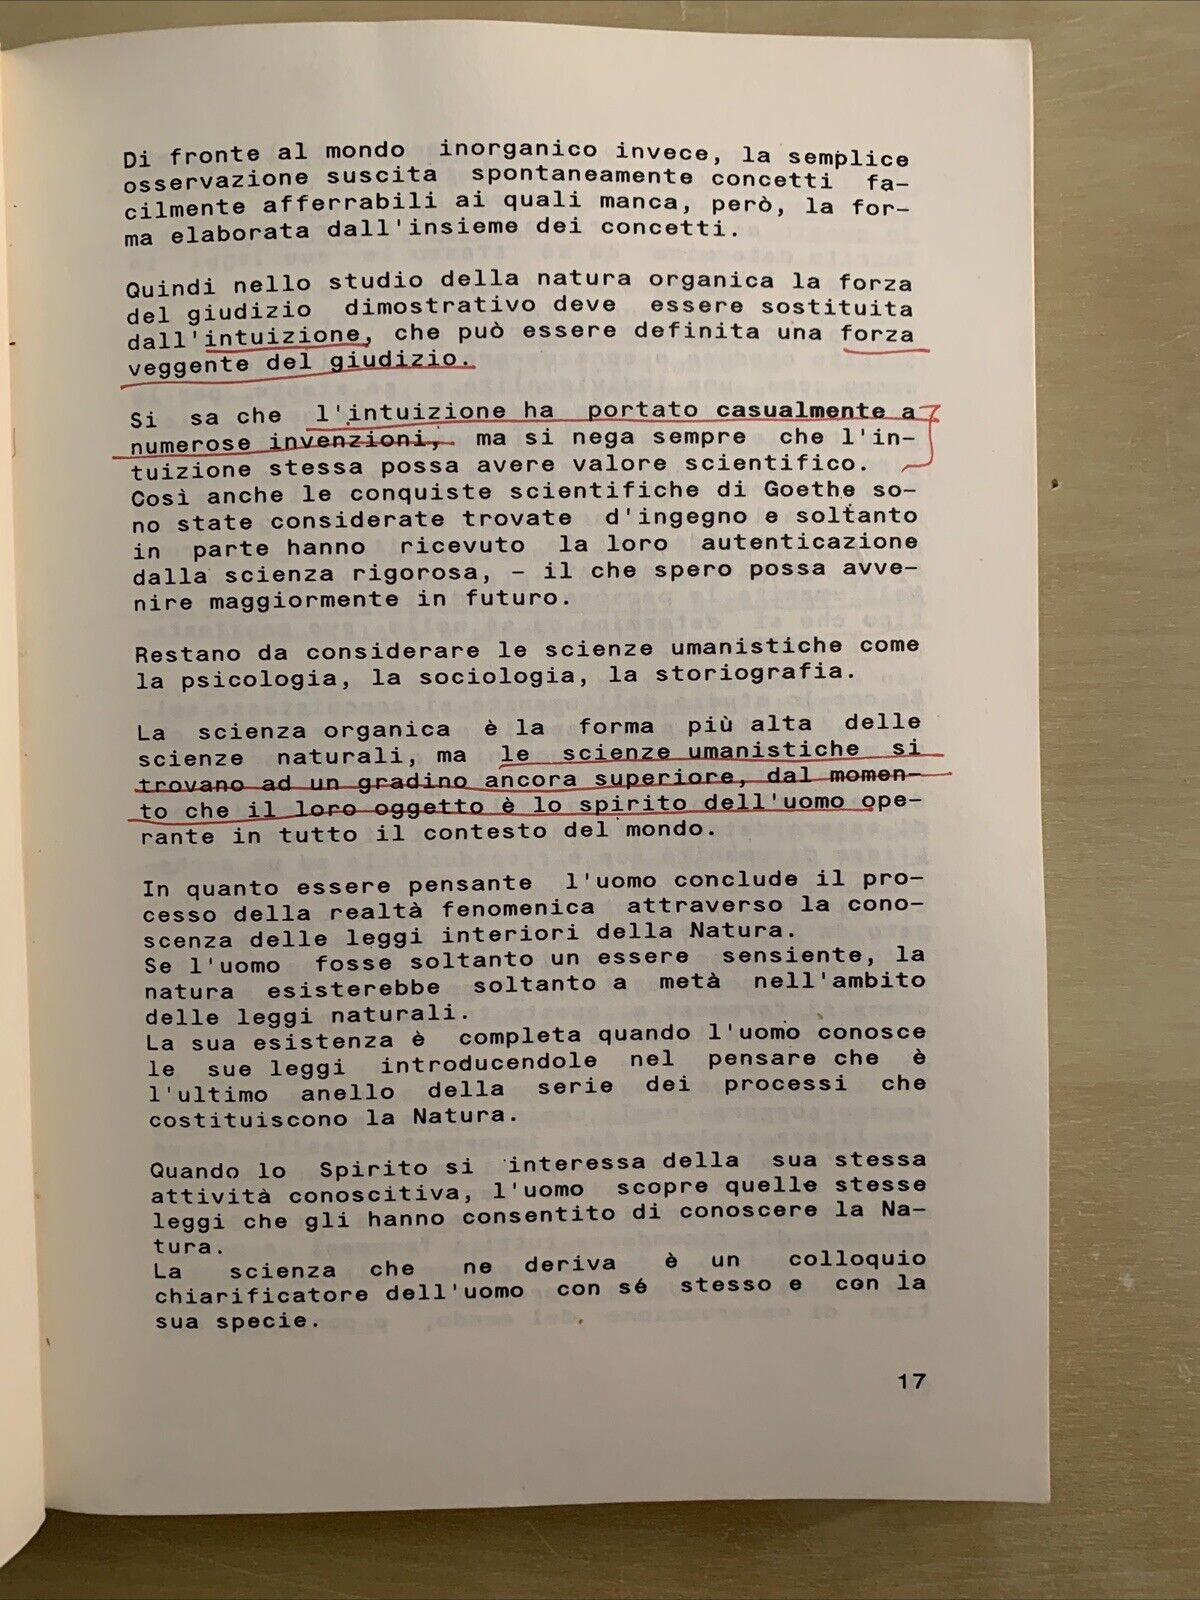 Di fronte al mondo inorganico invece, la semplice
osservazione suscita spontaneamente concetti fa-
cilmente afferrabili ai quali manca, però, la for-
ma elaborata dall'insieme dei concetti.
Quindi nello studio della natura organica la forza
del giudizio dimostrativo deve essere sostituita
dall'intuizione, che può essere definita una forza
veggente del giudizio.
Si sa che l'intuizione ha portato casualmente a
numerose invenzioni, ma si nega sempre che l'in-
tuizione stessa possa avere valore scientifico.
Così anche le conquiste scientifiche di Goethe so-
no state considerate trovate d'ingegno e soltanto
in parte hanno ricevuto la loro autenticazione
dalla scienza rigorosa, - il che spero possa avve-
nire maggiormente in futuro.
Restano da considerare le scienze umanistiche come
la psicologia, la sociologia, la storiografia.
La scienza organica è la forma più alta delle
scienze naturali, ma le scienze umanistiche si
trovano ad un gradino ancora superiore, dal momen-
to che il loro oggetto è lo spirito dell'uomo ope-
rante in tutto il contesto del mondo.
In quanto essere pensante l'uomo conclude il pro-
cesso della realtà fenomenica attraverso la cono-
scenza delle leggi interiori della Natura.
Se l'uomo fosse soltanto un essere sensiente, la
natura esisterebbe soltanto a metà nell'ambito
delle leggi naturali.
La sua esistenza è completa quando l'uomo conosce
le sue leggi introducendole nel pensare che è
l'ultimo anello della serie dei processi che
costituiscono la Natura.
Quando lo Spirito si interessa della sua stessa
attività conoscitiva, l'uomo scopre quelle stesse
leggi che gli hanno consentito di conoscere la Na-
tura.
La scienza che ne deriva è un colloquio
chiarificatore dell'uomo con sé stesso e con la
sua specie.
17